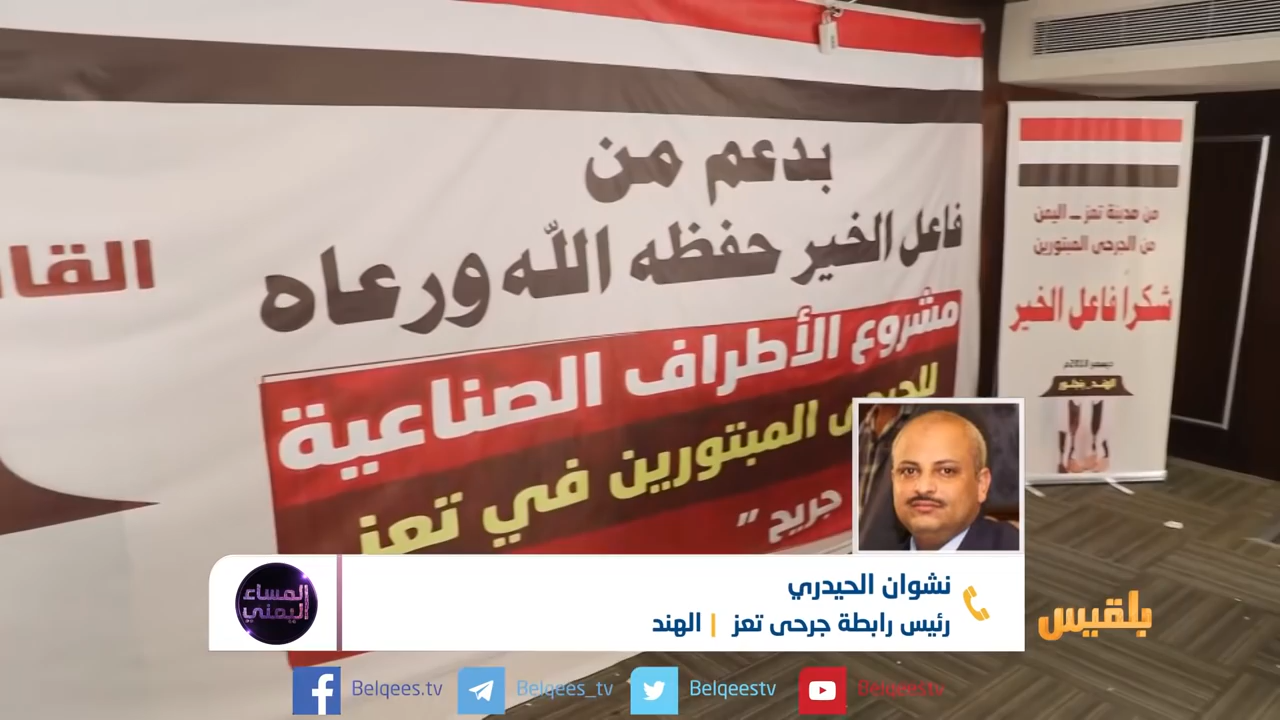 بدعم من
فاعل الخير حفظه الله ورعاه
مشروع الأطراف الصناعية
للجرحى المبتورين في تعز
جريح "
القا
من مدينة تعز _ اليمن
من الجرحى المبتورين
شكرا فاعل الخير
الهند_بنجلور
نشوان الحيدري
رئيس رابطة جرحى تعز | الهند
المساء
اليمني
بلقيس
Belqees.tv
Belqees_tv
Belqeestv
Belqeestv